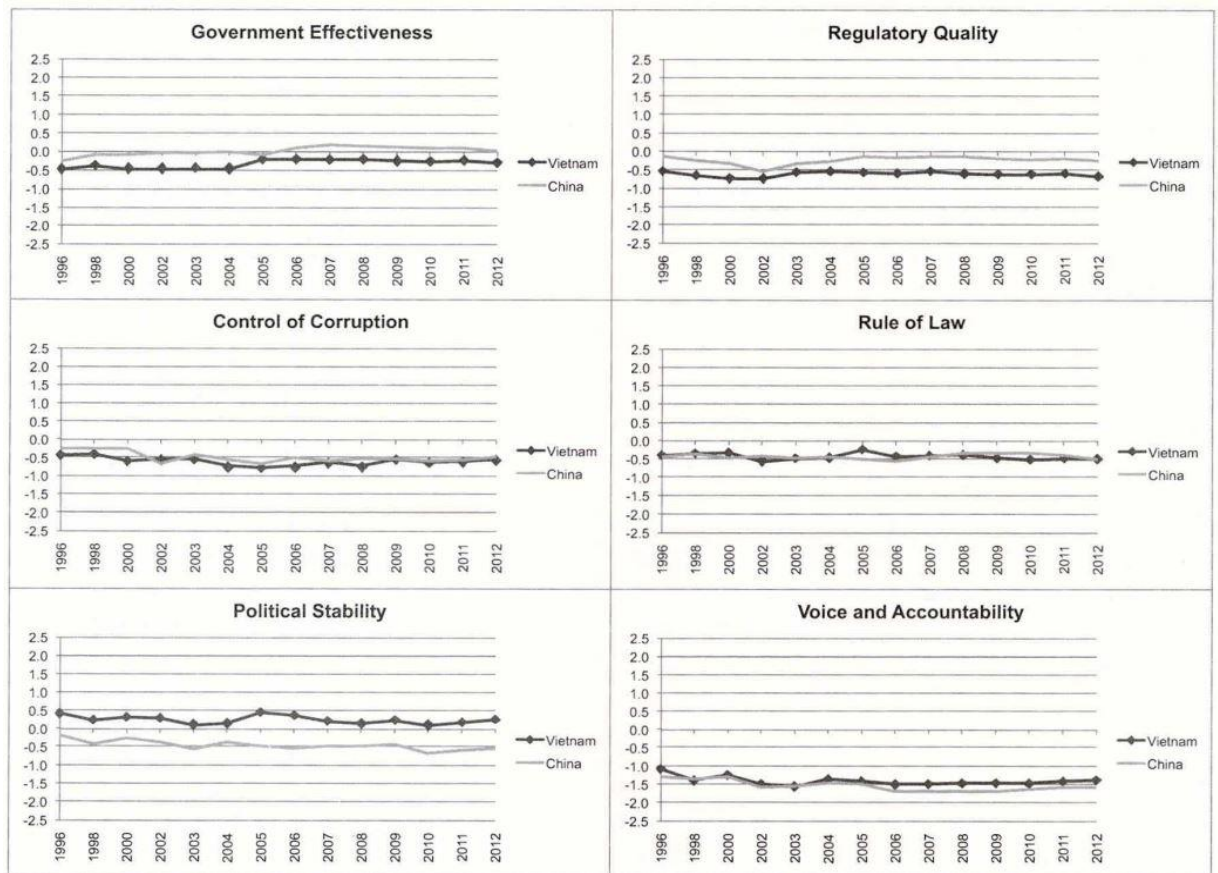 Government Effectiveness
2.5
2.0
1.5
1.0
0.5
0.0
-0.5
-1.0
-1.5
-2.0
-2.5
1996 1998 2000 2002 2003 2004 2005 2006 2007 2008 2009 2010 2011 2012
Vietnam
China
Regulatory Quality
2.5
2.0
1.5
1.0
0.5
0.0
-0.5
-1.0
-1.5
-2.0
-2.5
1996 1998 2000 2002 2003 2004 2005 2006 2007 2008 2009 2010 2011 2012
Vietnam
China
Control of Corruption
2.5
2.0
1.5
1.0
0.5
0.0
-0.5
-1.0
-1.5
-2.0
-2.5
1996 1998 2000 2002 2003 2004 2005 2006 2007 2008 2009 2010 2011 2012
Vietnam
China
Rule of Law
2.5
2.0
1.5
1.0
0.5
0.0
-0.5
-1.0
-1.5
-2.0
-2.5
1996 1998 2000 2002 2003 2004 2005 2006 2007 2008 2009 2010 2011 2012
Vietnam
China
Political Stability
2.5
2.0
1.5
1.0
0.5
0.0
-0.5
-1.0
-1.5
-2.0
-2.5
1996 1998 2000 2002 2003 2004 2005 2006 2007 2008 2009 2010 2011 2012
Vietnam
China
Voice and Accountability
2.5
2.0
1.5
1.0
0.5
0.0
-0.5
-1.0
-1.5
-2.0
-2.5
1996 1998 2000 2002 2003 2004 2005 2006 2007 2008 2009 2010 2011 2012
Vietnam
China